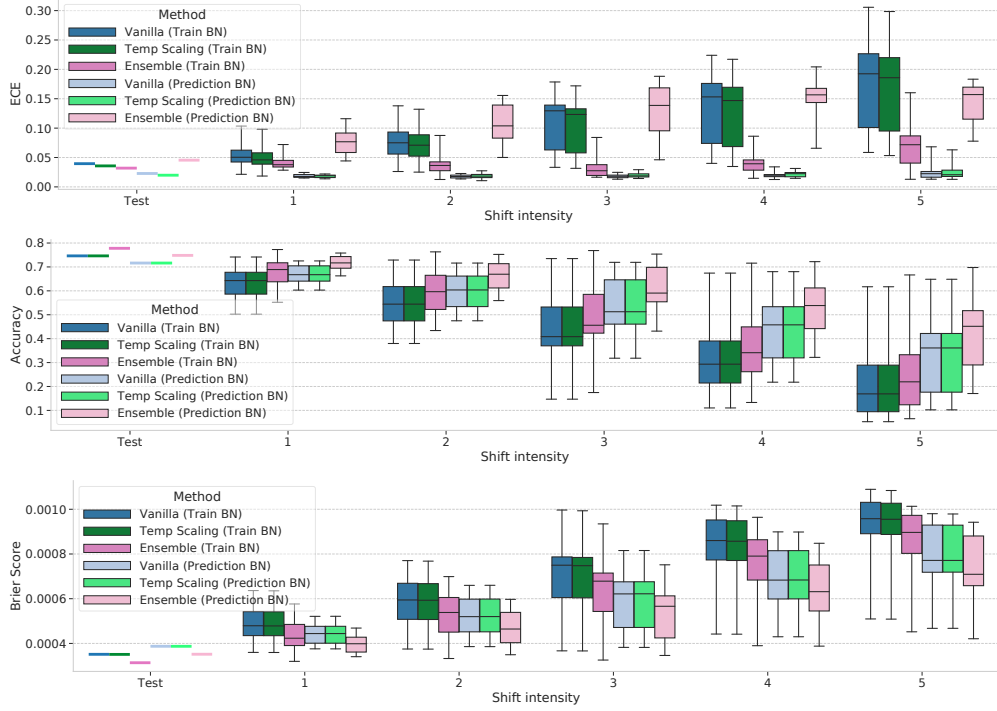 0.30
0.25
0.20
0.15
0.10
0.05
0.00
ECE
Method
Vanilla (Train BN)
Temp Scaling (Train BN)
Ensemble (Train BN)
Vanilla (Prediction BN)
Temp Scaling (Prediction BN)
Ensemble (Prediction BN)
Test 1 2 3 4 5
Shift intensity
0.8
0.7
0.6
0.5
0.4
0.3
0.2
0.1
Accuracy
Method
Vanilla (Train BN)
Temp Scaling (Train BN)
Ensemble (Train BN)
Vanilla (Prediction BN)
Temp Scaling (Prediction BN)
Ensemble (Prediction BN)
Test 1 2 3 4 5
Shift intensity
0.0010
0.0008
0.0006
0.0004
Brier Score
Method
Vanilla (Train BN)
Temp Scaling (Train BN)
Ensemble (Train BN)
Vanilla (Prediction BN)
Temp Scaling (Prediction BN)
Ensemble (Prediction BN)
Test 1 2 3 4 5
Shift intensity